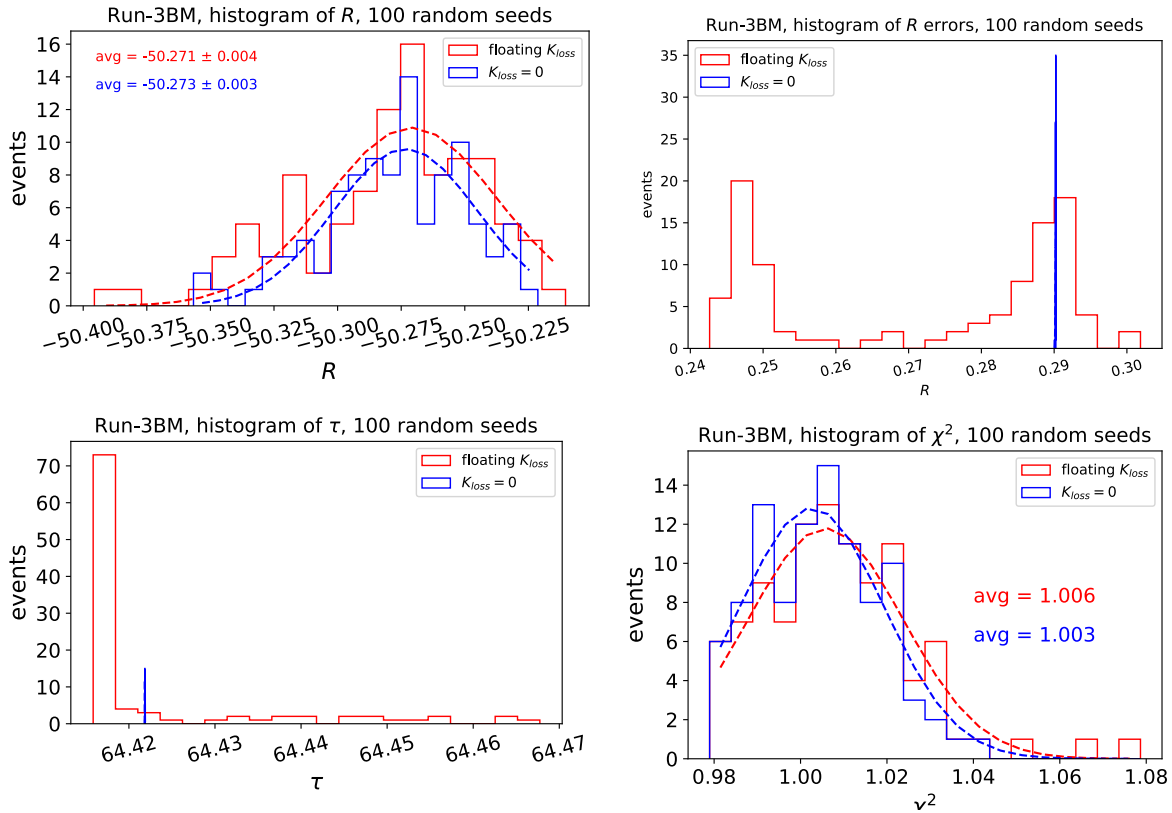 Run-3BM, histogram of R, 100 random seeds
avg = -50.271 ± 0.004
avg = -50.273 ± 0.003
floating K_loss
K_loss = 0
events
16
14
12
10
8
6
4
2
0
−50.400
−50.375
−50.350
−50.325
−50.300
−50.275
−50.250
−50.225
R
Run-3BM, histogram of R errors, 100 random seeds
floating K_loss
K_loss = 0
events
35
30
25
20
15
10
5
0
0.24
0.25
0.26
0.27
0.28
0.29
0.30
R
Run-3BM, histogram of τ, 100 random seeds
floating K_loss
K_loss = 0
events
70
60
50
40
30
20
10
0
64.42
64.43
64.44
64.45
64.46
64.47
τ
Run-3BM, histogram of χ², 100 random seeds
floating K_loss
K_loss = 0
avg = 1.006
avg = 1.003
events
14
12
10
8
6
4
2
0
0.98
1.00
1.02
1.04
1.06
1.08
χ²